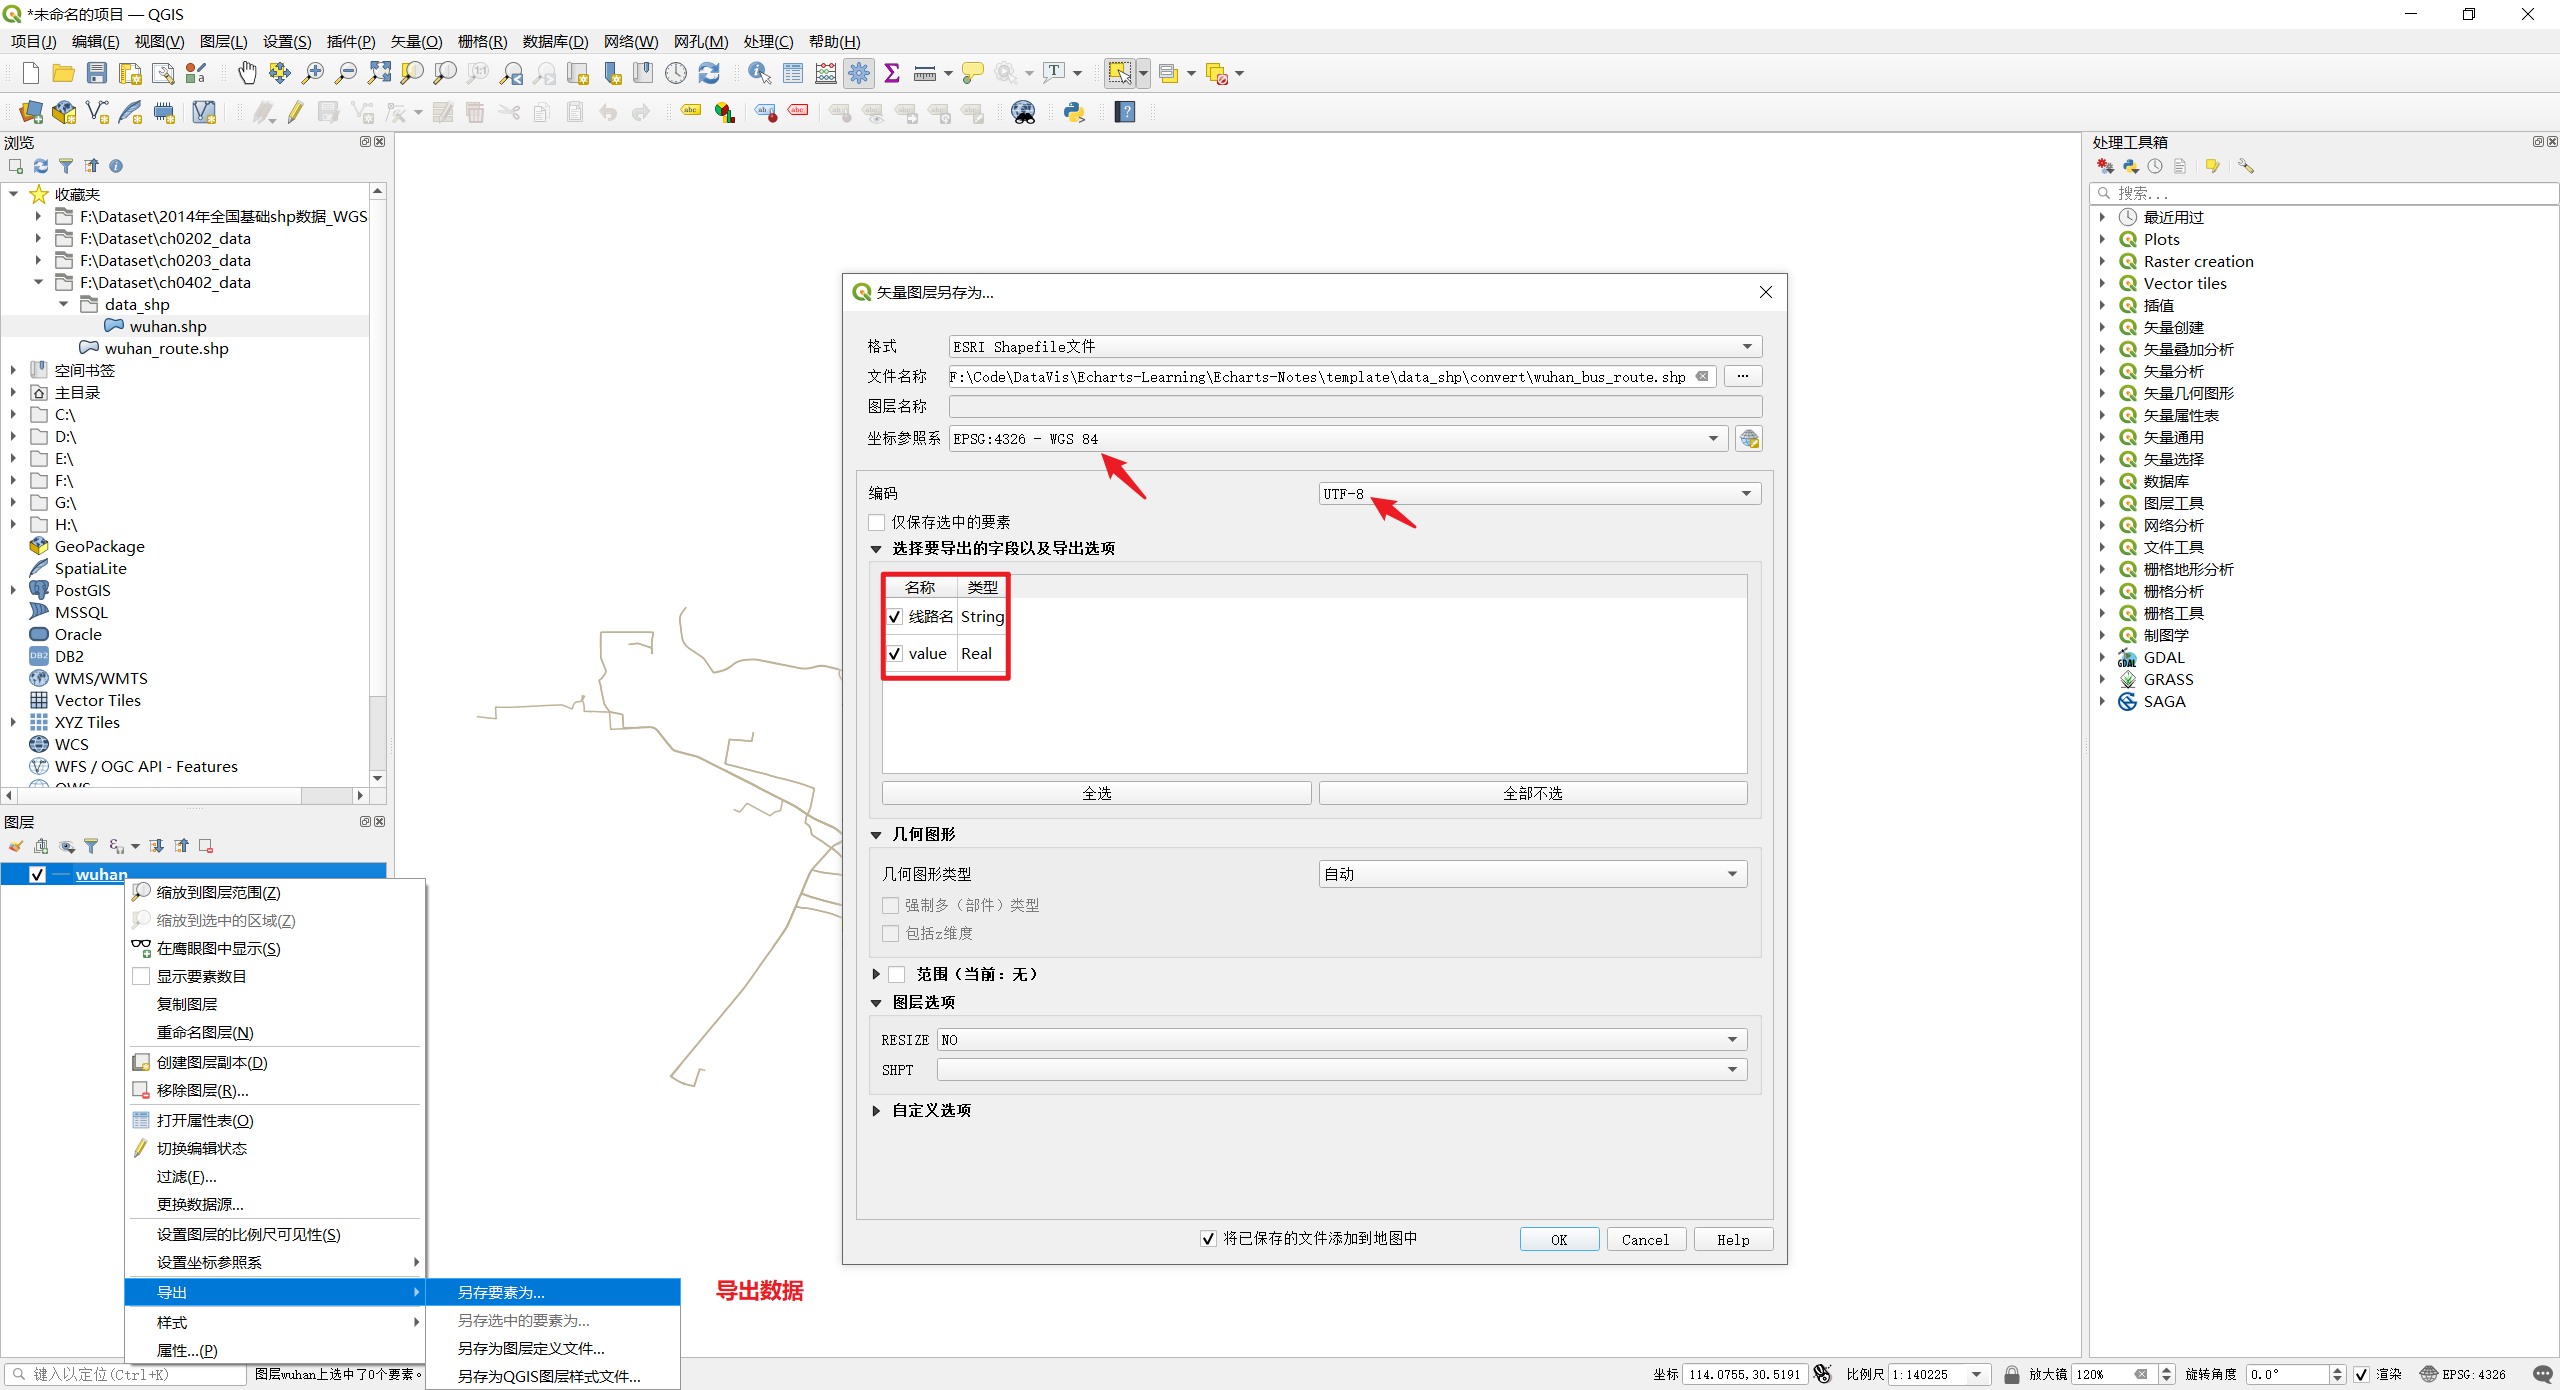 *未命名的项目 — QGIS
项目(J) 编辑(E) 视图(V) 图层(L) 设置(S) 插件(P) 矢量(O) 栅格(R) 数据库(D) 网络(W) 网孔(M) 处理(C) 帮助(H)
浏览
收藏夹
F:\Dataset\2014年全国基础shp数据_WGS
F:\Dataset\ch0202_data
F:\Dataset\ch0203_data
F:\Dataset\ch0402_data
data_shp
wuhan.shp
wuhan_route.shp
空间书签
主目录
C:\
D:\
E:\
F:\
G:\
H:\
GeoPackage
SpatiaLite
PostGIS
MSSQL
Oracle
DB2
WMS/WMTS
Vector Tiles
XYZ Tiles
WCS
WFS / OGC API - Features
图层
wuhan
缩放到图层范围(Z)
缩放到选中的区域(Z)
在鹰眼图中显示(S)
显示要素数目
复制图层
重命名图层(N)
创建图层副本(D)
移除图层(R)...
打开属性表(O)
切换编辑状态
过滤(F)...
更换数据源...
设置图层的比例尺可见性(S)
设置坐标参照系
导出
样式
属性...(P)
另存要素为...
另存选中的要素为...
另存为图层定义文件...
另存为QGIS图层样式文件...
导出数据
矢量图层另存为...
格式 ESRI Shapefile文件
文件名称 F:\Code\DataVis\Echarts-Learning\Echarts-Notes\template\data_shp\convert\wuhan_bus_route.shp ...
图层名称
坐标参照系 EPSG:4326 - WGS 84
编码 UTF-8
仅保存选中的要素
选择要导出的字段以及导出选项
名称 类型
线路名 String
value Real
全选 全部不选
几何图形
几何图形类型 自动
强制多（部件）类型
包括z维度
范围（当前：无）
图层选项
RESIZE NO
SHPT
自定义选项
将已保存的文件添加到地图中 OK Cancel Help
处理工具箱
搜索...
最近用过
Plots
Raster creation
Vector tiles
插值
矢量创建
矢量叠加分析
矢量分析
矢量几何图形
矢量属性表
矢量通用
矢量选择
数据库
图层工具
网络分析
文件工具
栅格地形分析
栅格分析
栅格工具
制图学
GDAL
GRASS
SAGA
键入以定位(Ctrl+K) 图层wuhan上选中了0个要素。 坐标 114.0755,30.5191 比例尺 1:140225 放大镜 120% 旋转角度 0.0° 渲染 EPSG:4326